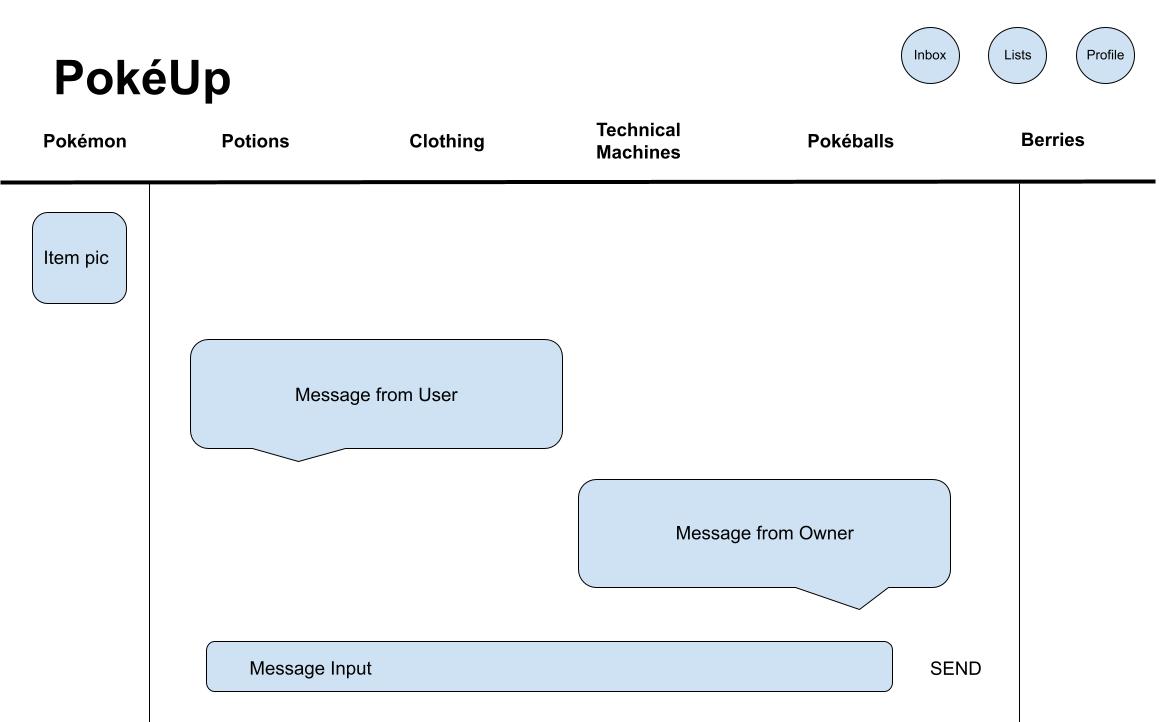 PokéUp
Inbox
Lists
Profile
Pokémon
Potions
Clothing
Technical
Machines
Pokéballs
Berries
Item pic
Message from User
Message from Owner
Message Input
SEND